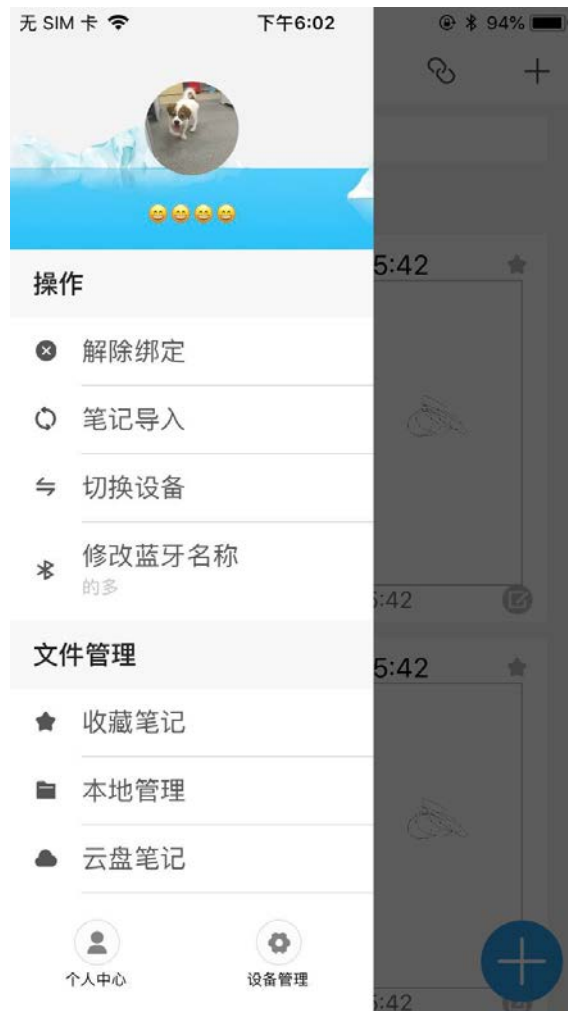 无 SIM 卡 下午6:02 94%
😄😄😄😄
操作
5:42
解除绑定
笔记导入
切换设备
修改蓝牙名称
的多
5:42
文件管理
5:42
收藏笔记
本地管理
云盘笔记
个人中心 设备管理
5:42